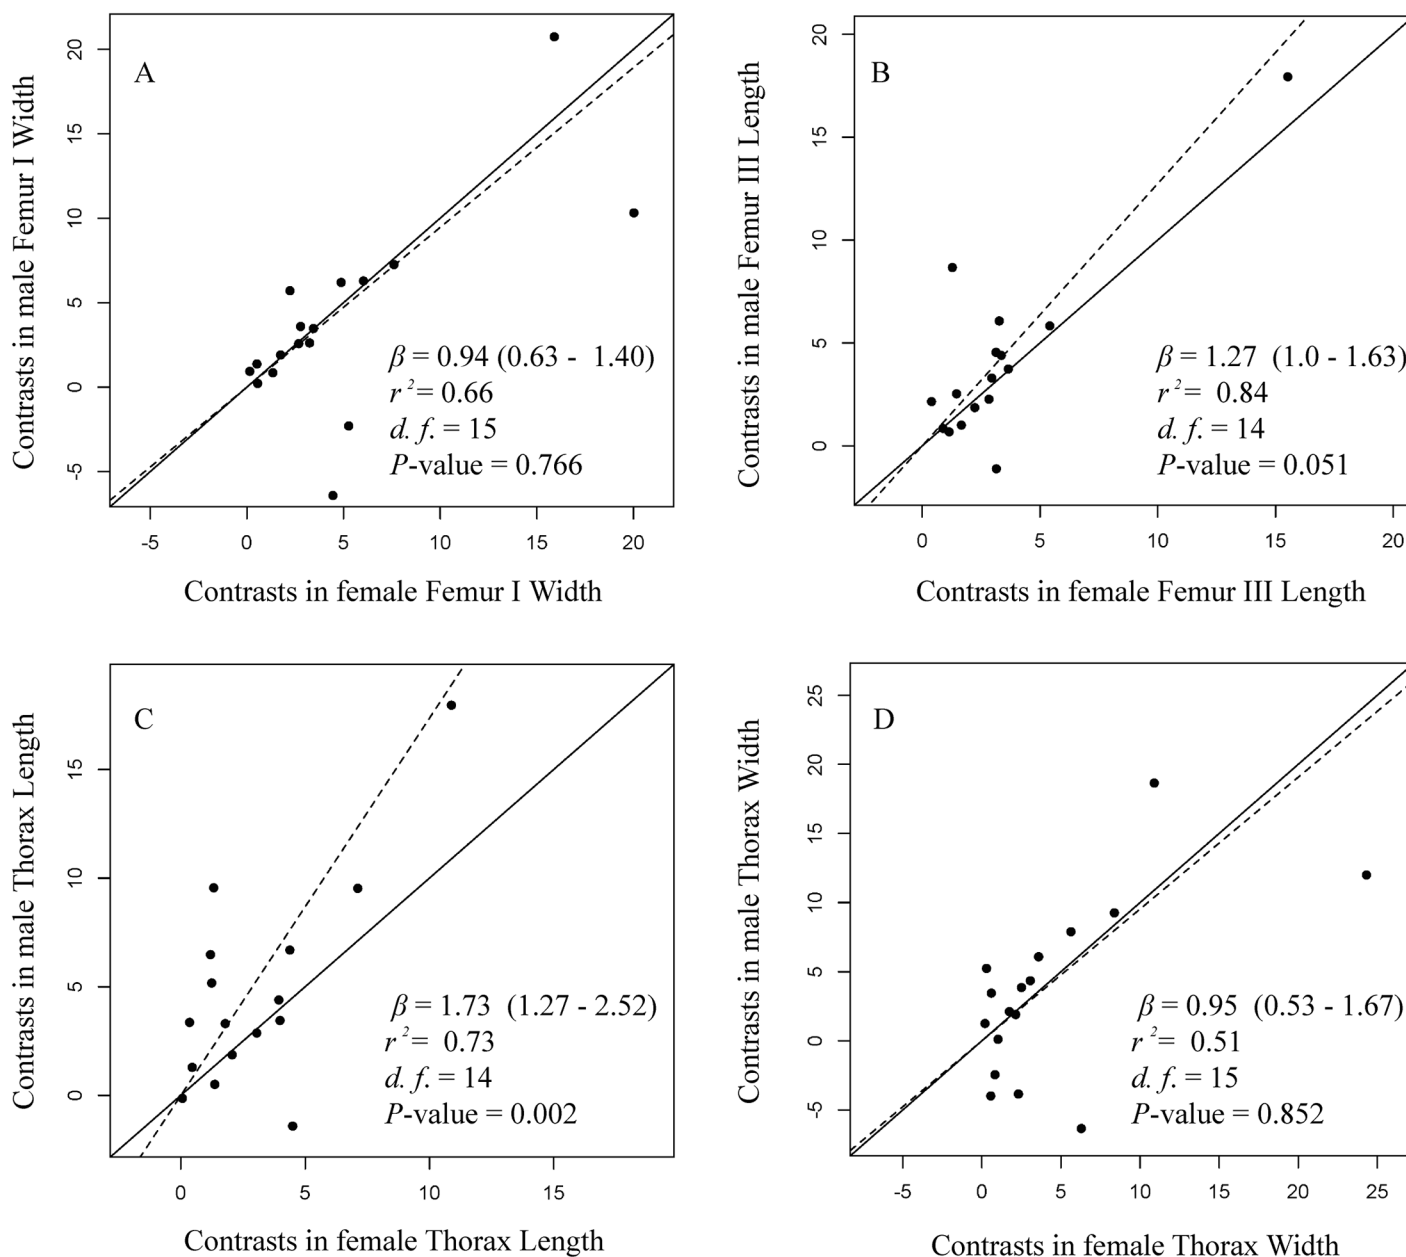 A
Contrasts in male Femur I Width
20
15
10
5
0
-5
β = 0.94 (0.63 - 1.40)
r² = 0.66
d. f. = 15
P-value = 0.766
-5 0 5 10 15 20
Contrasts in female Femur I Width
B
Contrasts in male Femur III Length
20
15
10
5
0
β = 1.27 (1.0 - 1.63)
r² = 0.84
d. f. = 14
P-value = 0.051
0 5 10 15 20
Contrasts in female Femur III Length
C
Contrasts in male Thorax Length
15
10
5
0
β = 1.73 (1.27 - 2.52)
r² = 0.73
d. f. = 14
P-value = 0.002
0 5 10 15
Contrasts in female Thorax Length
D
Contrasts in male Thorax Width
25
20
15
10
5
0
-5
β = 0.95 (0.53 - 1.67)
r² = 0.51
d. f. = 15
P-value = 0.852
-5 0 5 10 15 20 25
Contrasts in female Thorax Width